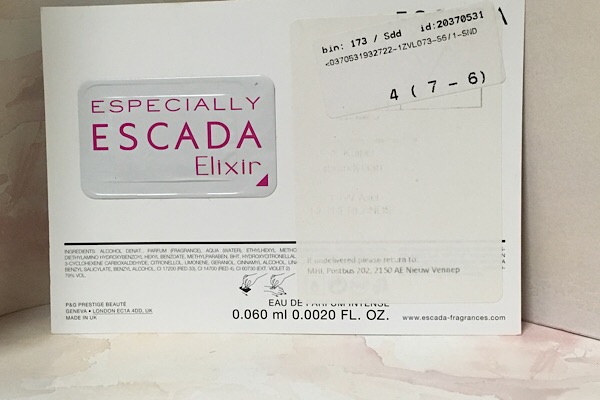 bin: 173 / Sdd id:20370531
<0370531932722-1ZVL073-56/1-SND
4 ( 7 - 6)
ESPECIALLY
ESCADA
Elixir
INGREDIENTS: ALCOHOL DENAT., PARFUM (FRAGRANCE), AQUA (WATER), ETHYLHEXYL
DIETHYLAMINO HYDROXYBENZOYL HEXYL BENZOATE, METHYLPARABEN, BHT, HYDROXYCITRONELLAL
3-CYCLOHEXENE CARBOXALDEHYDE, CITRONELLOL, LIMONENE, GERANIOL, CINNAMYL ALCOHOL,
BENZYL SALICYLATE, BENZYL ALCOHOL, CI 17200 (RED 33), CI 14700 (RED 4), CI 60730 (EXT. VIOLET 2)
79% VOL.
If undelivered please return to:
MHI, Postbus 202, 2150 AE Nieuw Vennep
EAU DE PARFUM INTENSE
0.060 ml 0.0020 FL. OZ.
P&G PRESTIGE BEAUTÉ
GENEVA • LONDON EC1A 4DD, UK
MADE IN UK
www.escada-fragrances.com